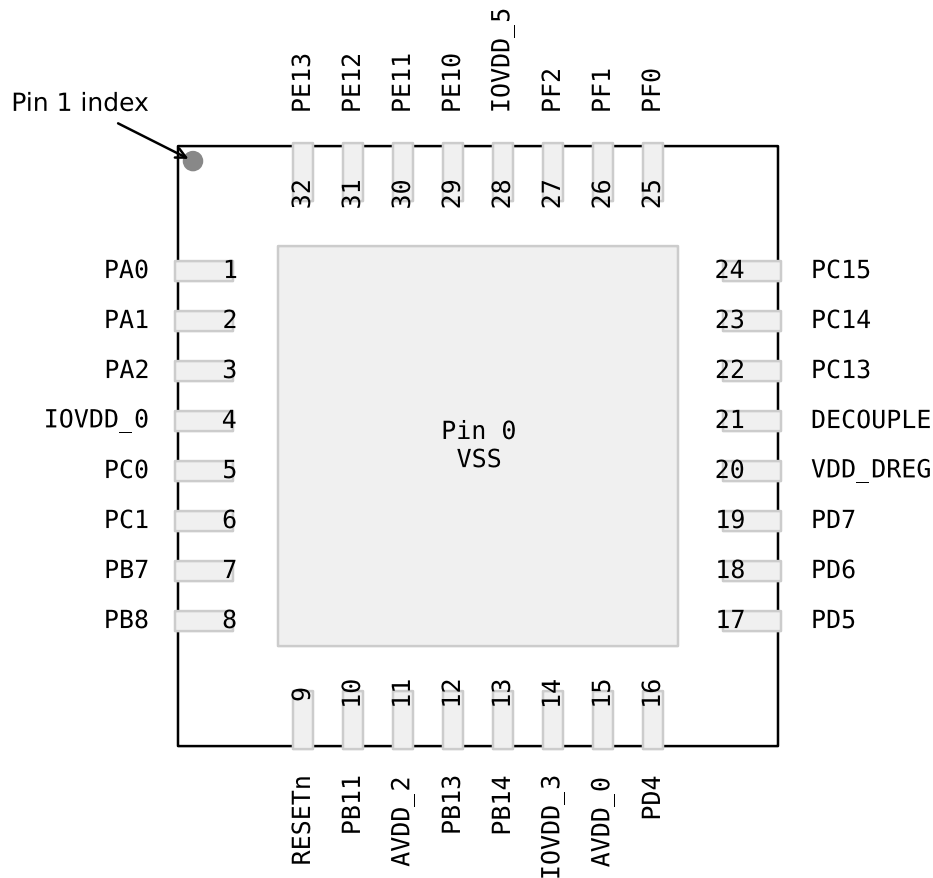 PE13
PE12
PE11
PE10
IOVDD_5
PF2
PF1
PF0
Pin 1 index
32
31
30
29
28
27
26
25
PA0 1
24 PC15
PA1 2
23 PC14
PA2 3
22 PC13
IOVDD_0 4
21 DECOUPLE
PC0 5
20 VDD_DREG
PC1 6
19 PD7
PB7 7
18 PD6
PB8 8
17 PD5
Pin 0
VSS
9
10
11
12
13
14
15
16
RESETn
PB11
AVDD_2
PB13
PB14
IOVDD_3
AVDD_0
PD4